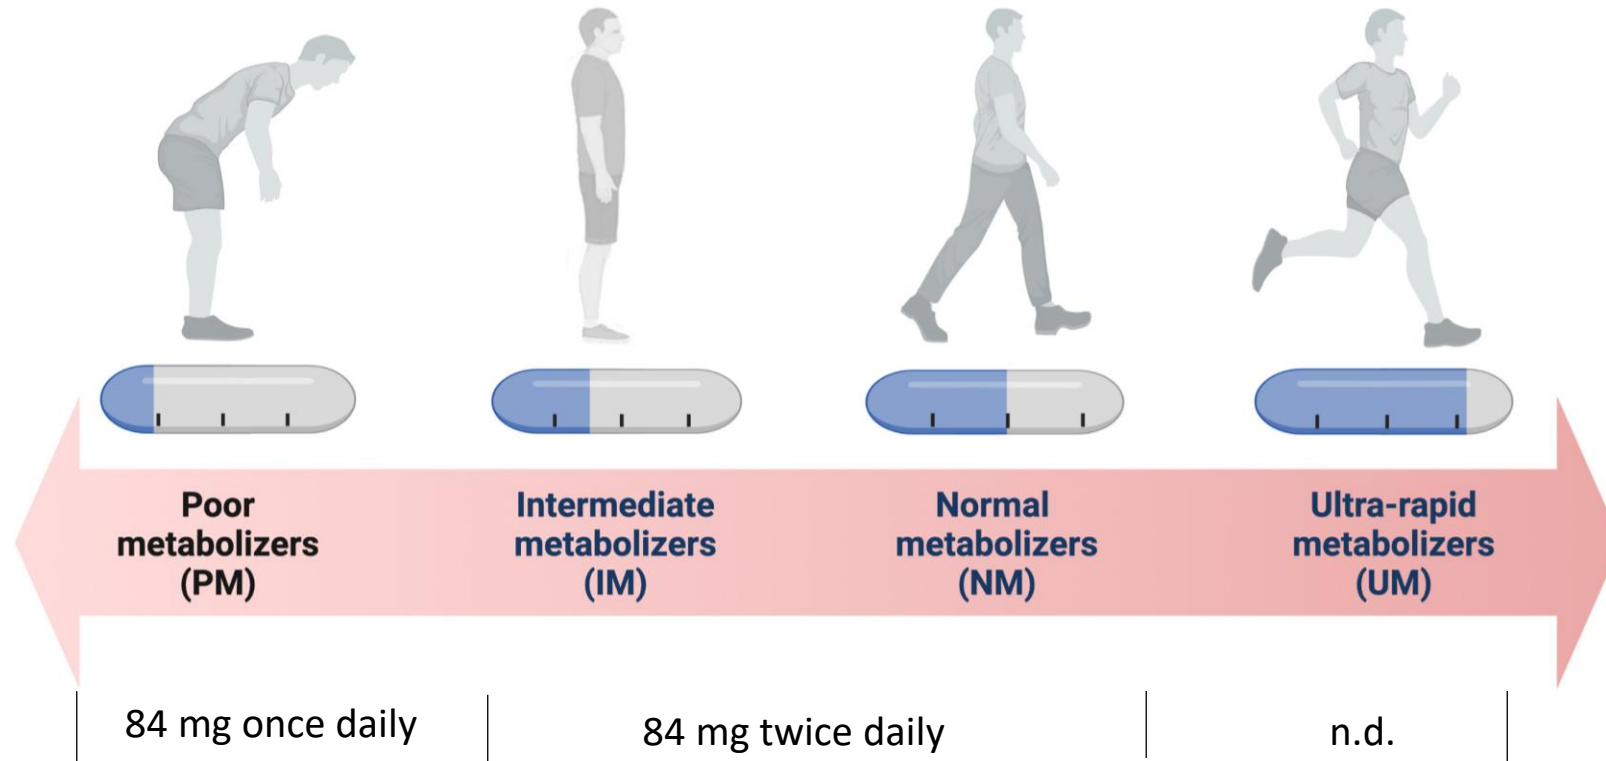 Poor
metabolizers
(PM)
Intermediate
metabolizers
(IM)
Normal
metabolizers
(NM)
Ultra-rapid
metabolizers
(UM)
84 mg once daily
84 mg twice daily
n.d.